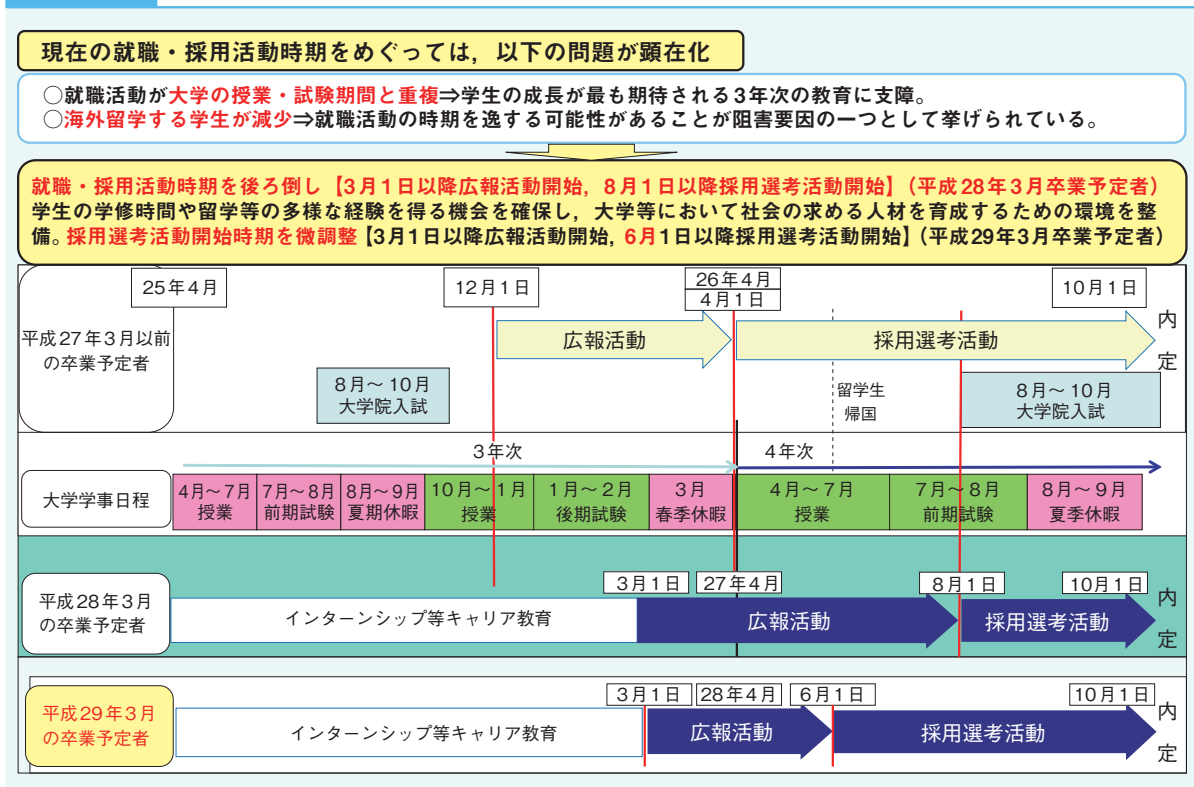 現在の就職・採用活動時期をめぐっては，以下の問題が顕在化
○就職活動が大学の授業・試験期間と重複⇒学生の成長が最も期待される3年次の教育に支障。
○海外留学する学生が減少⇒就職活動の時期を逸する可能性があることが阻害要因の一つとして挙げられている。
就職・採用活動時期を後ろ倒し【3月1日以降広報活動開始，8月1日以降採用選考活動開始】（平成28年3月卒業予定者）
学生の学修時間や留学等の多様な経験を得る機会を確保し，大学等において社会の求める人材を育成するための環境を整
備。採用選考活動開始時期を微調整【3月1日以降広報活動開始，6月1日以降採用選考活動開始】（平成29年3月卒業予定者）
25年4月
12月1日
26年4月
4月1日
10月1日
平成27年3月以前
の卒業予定者
広報活動
採用選考活動
内
定
8月～10月
大学院入試
留学生
帰国
8月～10月
大学院入試
3年次
4年次
大学学事日程
4月～7月
授業
7月～8月
前期試験
8月～9月
夏期休暇
10月～1月
授業
1月～2月
後期試験
3月
春季休暇
4月～7月
授業
7月～8月
前期試験
8月～9月
夏季休暇
平成28年3月
の卒業予定者
3月1日
27年4月
8月1日
10月1日
インターンシップ等キャリア教育
広報活動
採用選考活動
内
定
平成29年3月
の卒業予定者
3月1日
28年4月
6月1日
10月1日
インターンシップ等キャリア教育
広報活動
採用選考活動
内
定